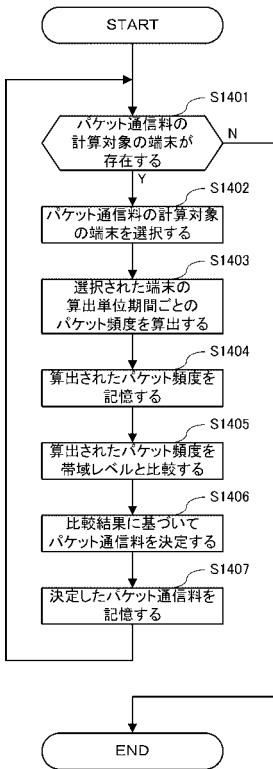 START
S1401
パケット通信料の
計算対象の端末が
存在する
N
Y
S1402
パケット通信料の計算対象
の端末を選択する
S1403
選択された端末の
算出単位期間ごとの
パケット頻度を算出する
S1404
算出されたパケット頻度を
記憶する
S1405
算出されたパケット頻度を
帯域レベルと比較する
S1406
比較結果に基づいて
パケット通信料を決定する
S1407
決定したパケット通信料を
記憶する
END